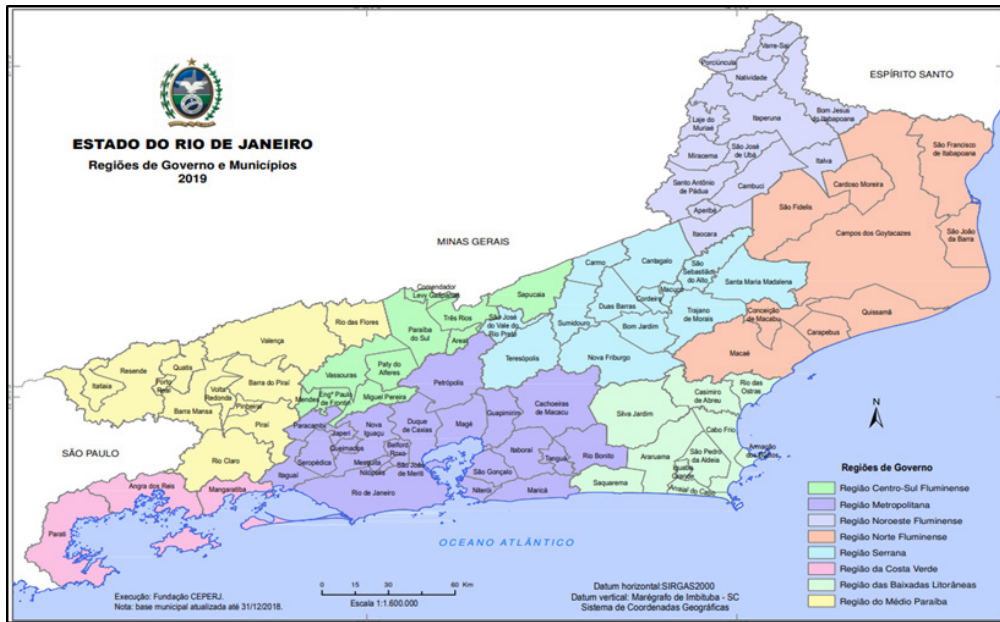 ESTADO DO RIO DE JANEIRO
Regiões de Governo e Municípios
2019
ESPÍRITO SANTO
MINAS GERAIS
SÃO PAULO
OCEANO ATLÂNTICO
Varre-Sai
Porciúncula
Natividade
Bom Jesus
do Itabapoana
Itaperuna
Laje do
Muriaé
São José
de Ubá
Miracema
Italva
Santo Antônio
de Pádua
Cambuci
Aperibé
Itaocara
São Francisco
de Itabapoana
Cardoso Moreira
São Fidelis
Campos dos Goytacazes
São João
da Barra
Quissamã
Conceição
de Macabu
Carapebus
Macaé
Carmo
Cantagalo
São
Sebastião
do Alto
Santa Maria Madalena
Macuco
Cordeiro
Duas Barras
Trajano
de Morais
São José
do Vale do
Rio Preto
Sumidouro
Bom Jardim
Teresópolis
Nova Friburgo
Comendador
Levy Gasparian
Sapucaia
Três Rios
Paraíba
do Sul
Areal
Paty do
Alferes
Vassouras
Engº Paulo
de Frontin
Mendes
Miguel Pereira
Rio das Flores
Valença
Resende
Quatis
Itatiaia
Porto
Real
Volta
Redonda
Barra do Piraí
Barra Mansa
Pinheiral
Piraí
Rio Claro
Petrópolis
Cachoeiras
de Macacu
Guapimirim
Magé
Duque
de Caxias
Nova
Iguaçu
Paracambi
Japeri
Queimados
Belford
Roxo
Seropédica
Mesquita
Nilópolis
São João
de Meriti
Itaguaí
Rio de Janeiro
Itaboraí
Tanguá
Rio Bonito
São Gonçalo
Niterói
Maricá
Silva Jardim
Casimiro
de Abreu
Rio das
Ostras
Cabo Frio
Araruama
São Pedro
da Aldeia
Armação
dos Búzios
Iguaba
Grande
Arraial do Cabo
Saquarema
Angra dos Reis
Mangaratiba
Parati
N
Regiões de Governo
Região Centro-Sul Fluminense
Região Metropolitana
Região Noroeste Fluminense
Região Norte Fluminense
Região Serrana
Região da Costa Verde
Região das Baixadas Litorâneas
Região do Médio Paraíba
Execução: Fundação CEPERJ.
Nota: base municipal atualizada até 31/12/2018.
0 15 30 60 Km
Escala 1:1.600.000
Datum horizontal:SIRGAS2000
Datum vertical: Marégrafo de Imbituba - SC
Sistema de Coordenadas Geográficas